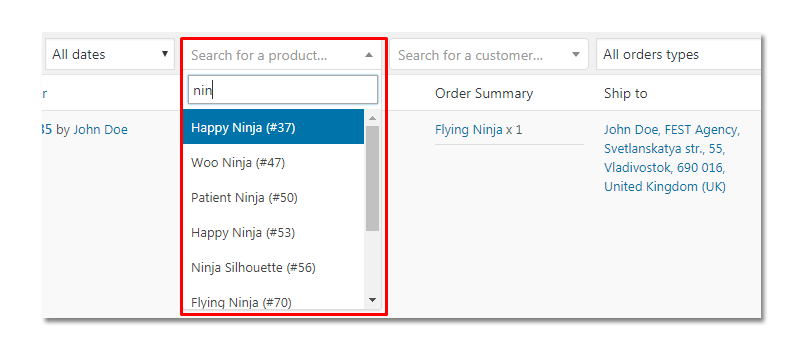 All dates
Search for a product...
Search for a customer...
All orders types
nin
r
Order Summary
Ship to
35 by John Doe
Happy Ninja (#37)
Woo Ninja (#47)
Patient Ninja (#50)
Happy Ninja (#53)
Ninja Silhouette (#56)
Flying Ninja (#70)
Flying Ninja x 1
John Doe, FEST Agency,
Svetlanskatya str., 55,
Vladivostok, 690 016,
United Kingdom (UK)